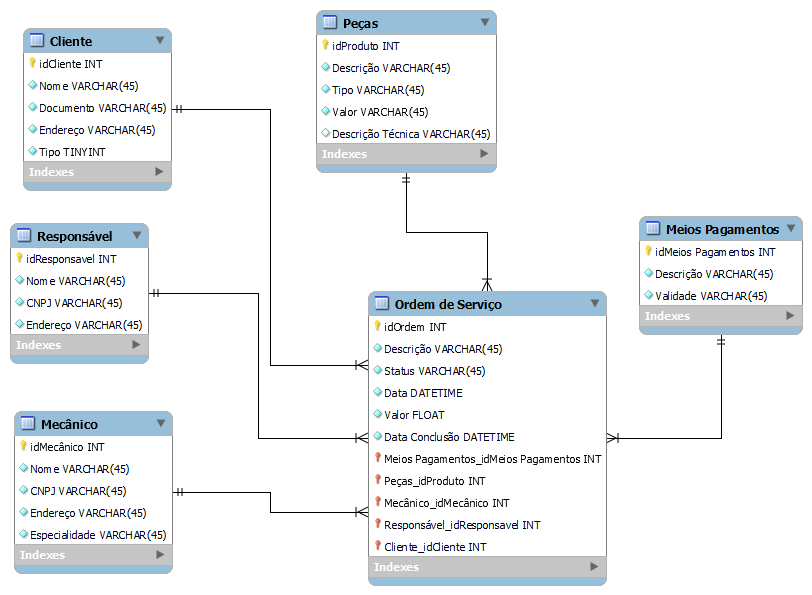 Cliente
idCliente INT
Nome VARCHAR(45)
Documento VARCHAR(45)
Endereço VARCHAR(45)
Tipo TINYINT
Indexes
Peças
idProduto INT
Descrição VARCHAR(45)
Tipo VARCHAR(45)
Valor VARCHAR(45)
Descrição Técnica VARCHAR(45)
Indexes
Responsável
idResponsavel INT
Nome VARCHAR(45)
CNPJ VARCHAR(45)
Endereço VARCHAR(45)
Indexes
Meios Pagamentos
idMeios Pagamentos INT
Descrição VARCHAR(45)
Validade VARCHAR(45)
Indexes
Ordem de Serviço
idOrdem INT
Descrição VARCHAR(45)
Status VARCHAR(45)
Data DATETIME
Valor FLOAT
Data Conclusão DATETIME
Meios Pagamentos_idMeios Pagamentos INT
Peças_idProduto INT
Mecânico_idMecânico INT
Responsável_idResponsavel INT
Cliente_idCliente INT
Indexes
Mecânico
idMecânico INT
Nome VARCHAR(45)
CNPJ VARCHAR(45)
Endereço VARCHAR(45)
Especialidade VARCHAR(45)
Indexes